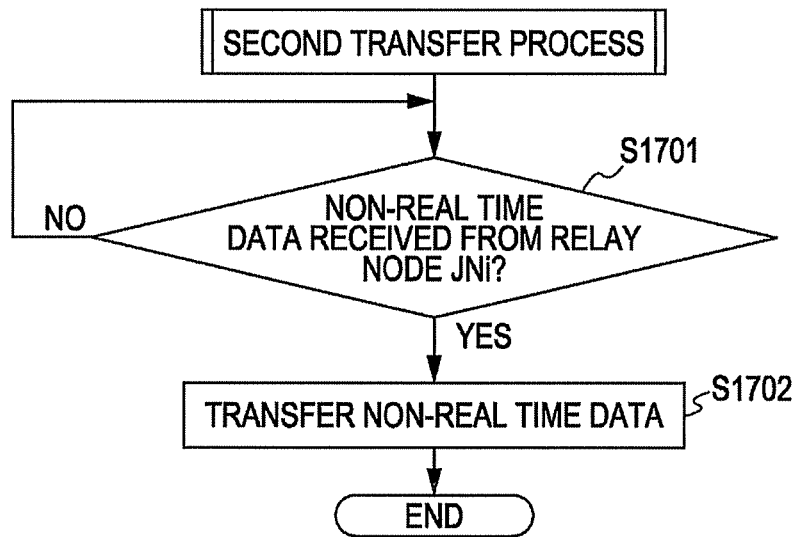 SECOND TRANSFER PROCESS
S1701
NON-REAL TIME
DATA RECEIVED FROM RELAY
NODE JNi?
NO
YES
S1702
TRANSFER NON-REAL TIME DATA
END